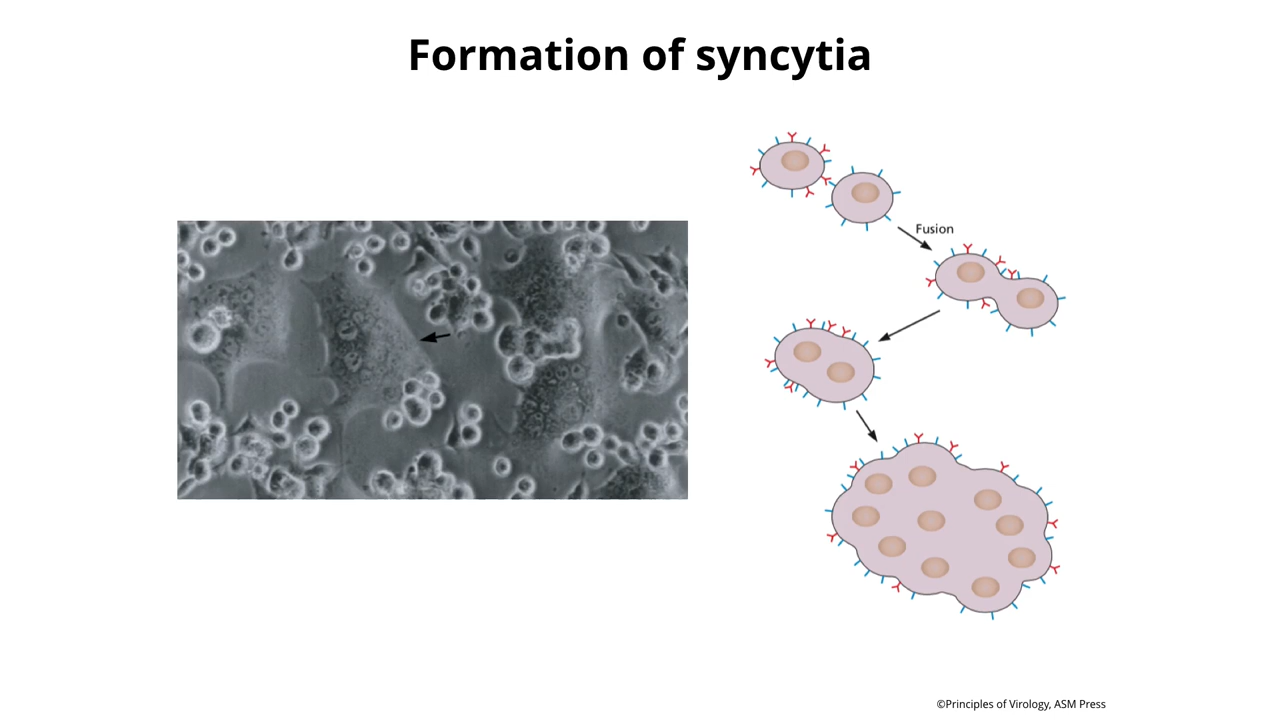 Formation of syncytia
Fusion
©Principles of Virology, ASM Press